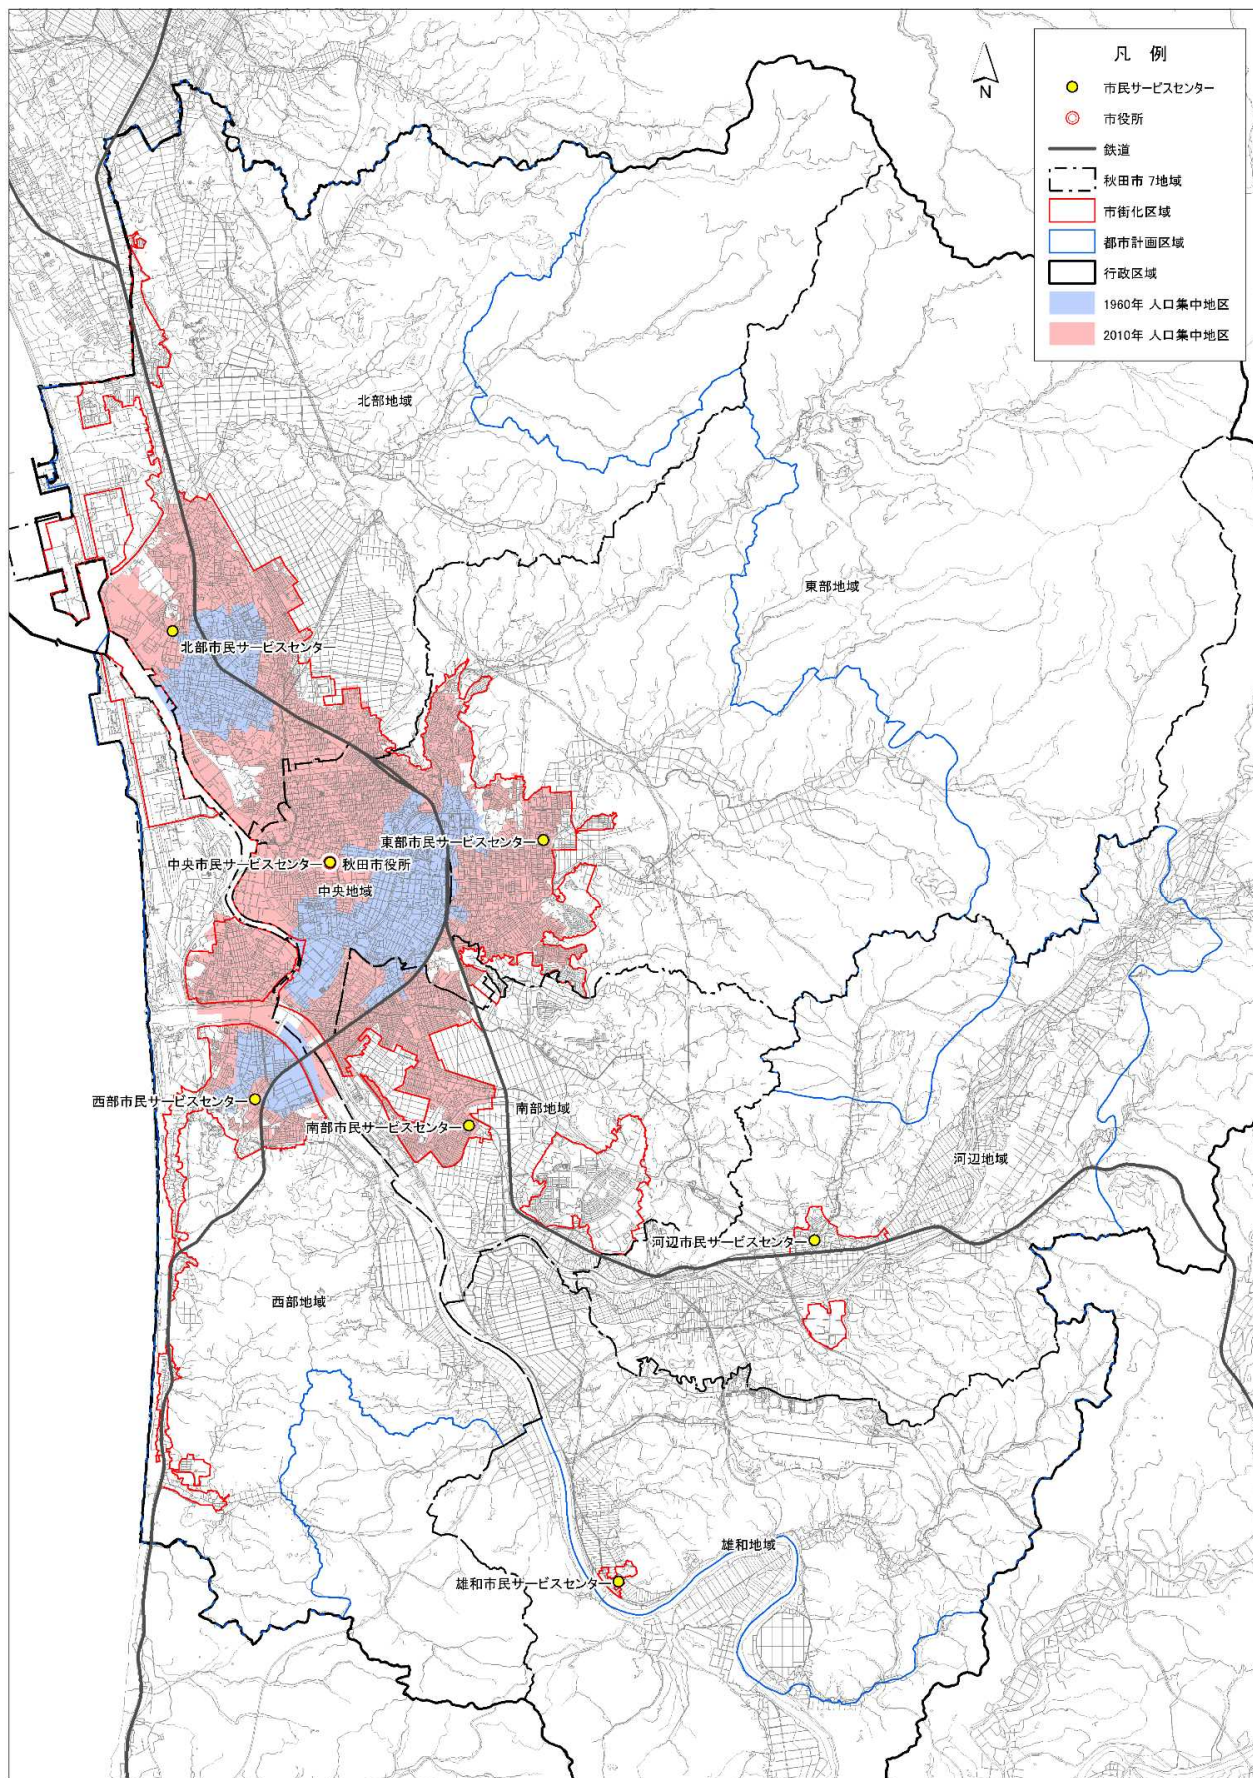 凡 例
市民サービスセンター
市役所
鉄道
秋田市 7地域
市街化区域
都市計画区域
行政区域
1960年 人口集中地区
2010年 人口集中地区
N
北部地域
東部地域
北部市民サービスセンター
東部市民サービスセンター
中央市民サービスセンター
秋田市役所
中央地域
西部市民サービスセンター
南部市民サービスセンター
南部地域
河辺地域
河辺市民サービスセンター
西部地域
雄和地域
雄和市民サービスセンター